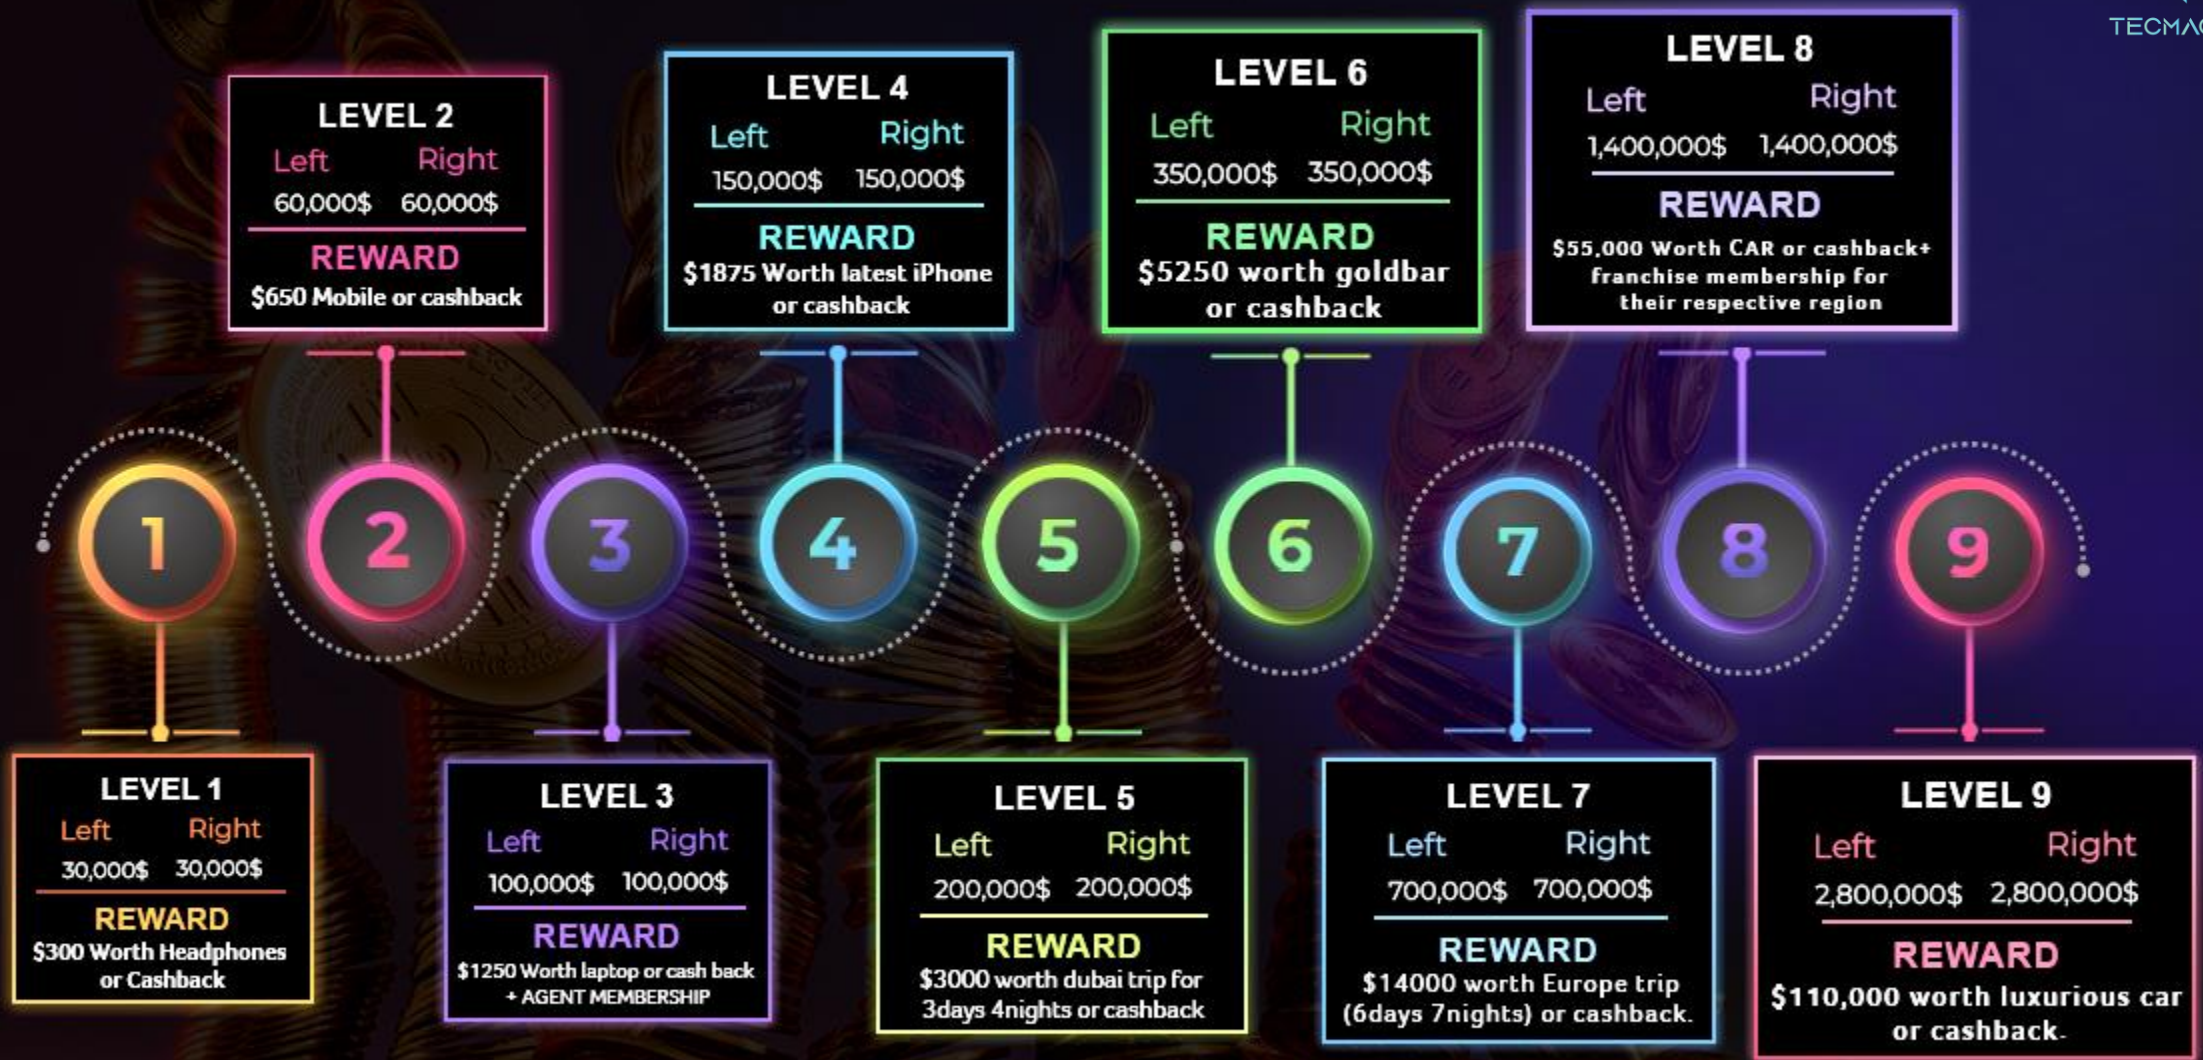 TECMAC
LEVEL 2
Left Right
60,000$ 60,000$
REWARD
$650 Mobile or cashback
LEVEL 4
Left Right
150,000$ 150,000$
REWARD
$1875 Worth latest iPhone
or cashback
LEVEL 6
Left Right
350,000$ 350,000$
REWARD
$5250 worth goldbar
or cashback
LEVEL 8
Left Right
1,400,000$ 1,400,000$
REWARD
$55,000 Worth CAR or cashback+
franchise membership for
their respective region
1 2 3 4 5 6 7 8 9
LEVEL 1
Left Right
30,000$ 30,000$
REWARD
$300 Worth Headphones
or Cashback
LEVEL 3
Left Right
100,000$ 100,000$
REWARD
$1250 Worth laptop or cash back
+ AGENT MEMBERSHIP
LEVEL 5
Left Right
200,000$ 200,000$
REWARD
$3000 worth dubai trip for
3days 4nights or cashback
LEVEL 7
Left Right
700,000$ 700,000$
REWARD
$14000 worth Europe trip
(6days 7nights) or cashback.
LEVEL 9
Left Right
2,800,000$ 2,800,000$
REWARD
$110,000 worth luxurious car
or cashback.